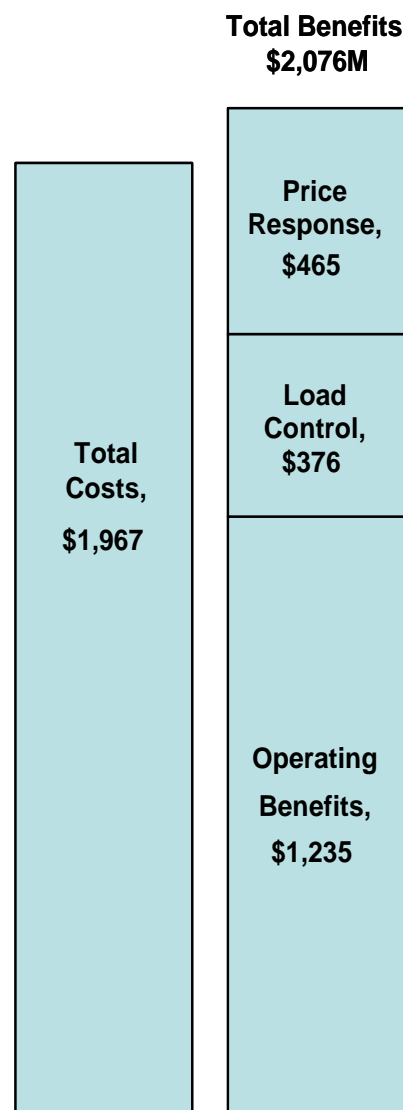 Total Benefits
$2,076M
Price
Response,
$465
Load
Control,
$376
Total
Costs,
$1,967
Operating
Benefits,
$1,235